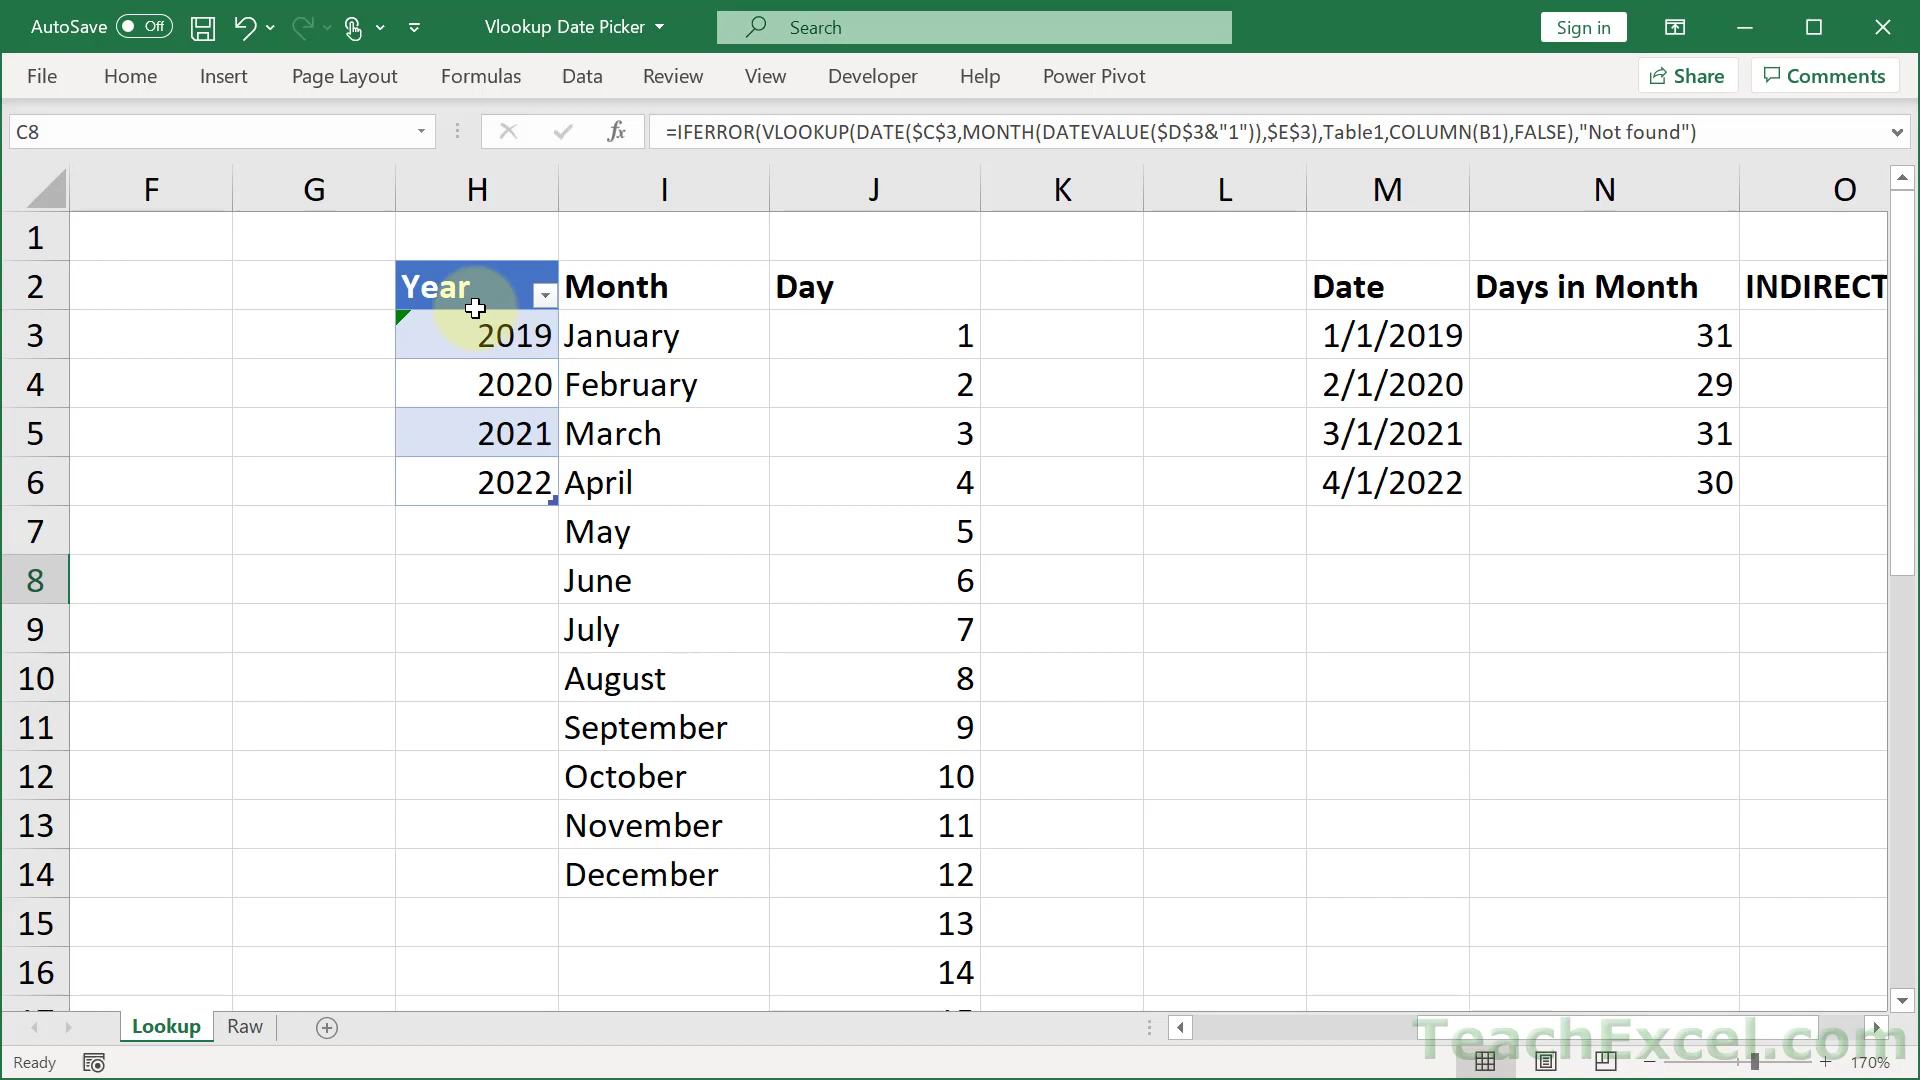 AutoSave Off Vlookup Date Picker Search Sign in
File Home Insert Page Layout Formulas Data Review View Developer Help Power Pivot Share Comments
C8 fx =IFERROR(VLOOKUP(DATE($C$3,MONTH(DATEVALUE($D$3&"1")),$E$3),Table1,COLUMN(B1),FALSE),"Not found")
F G H I J K L M N O
1
2 Year Month Day Date Days in Month INDIRECT
3 2019 January 1 1/1/2019 31
4 2020 February 2 2/1/2020 29
5 2021 March 3 3/1/2021 31
6 2022 April 4 4/1/2022 30
7 May 5
8 June 6
9 July 7
10 August 8
11 September 9
12 October 10
13 November 11
14 December 12
15 13
16 14
Lookup Raw
TeachExcel.com
Ready 170%